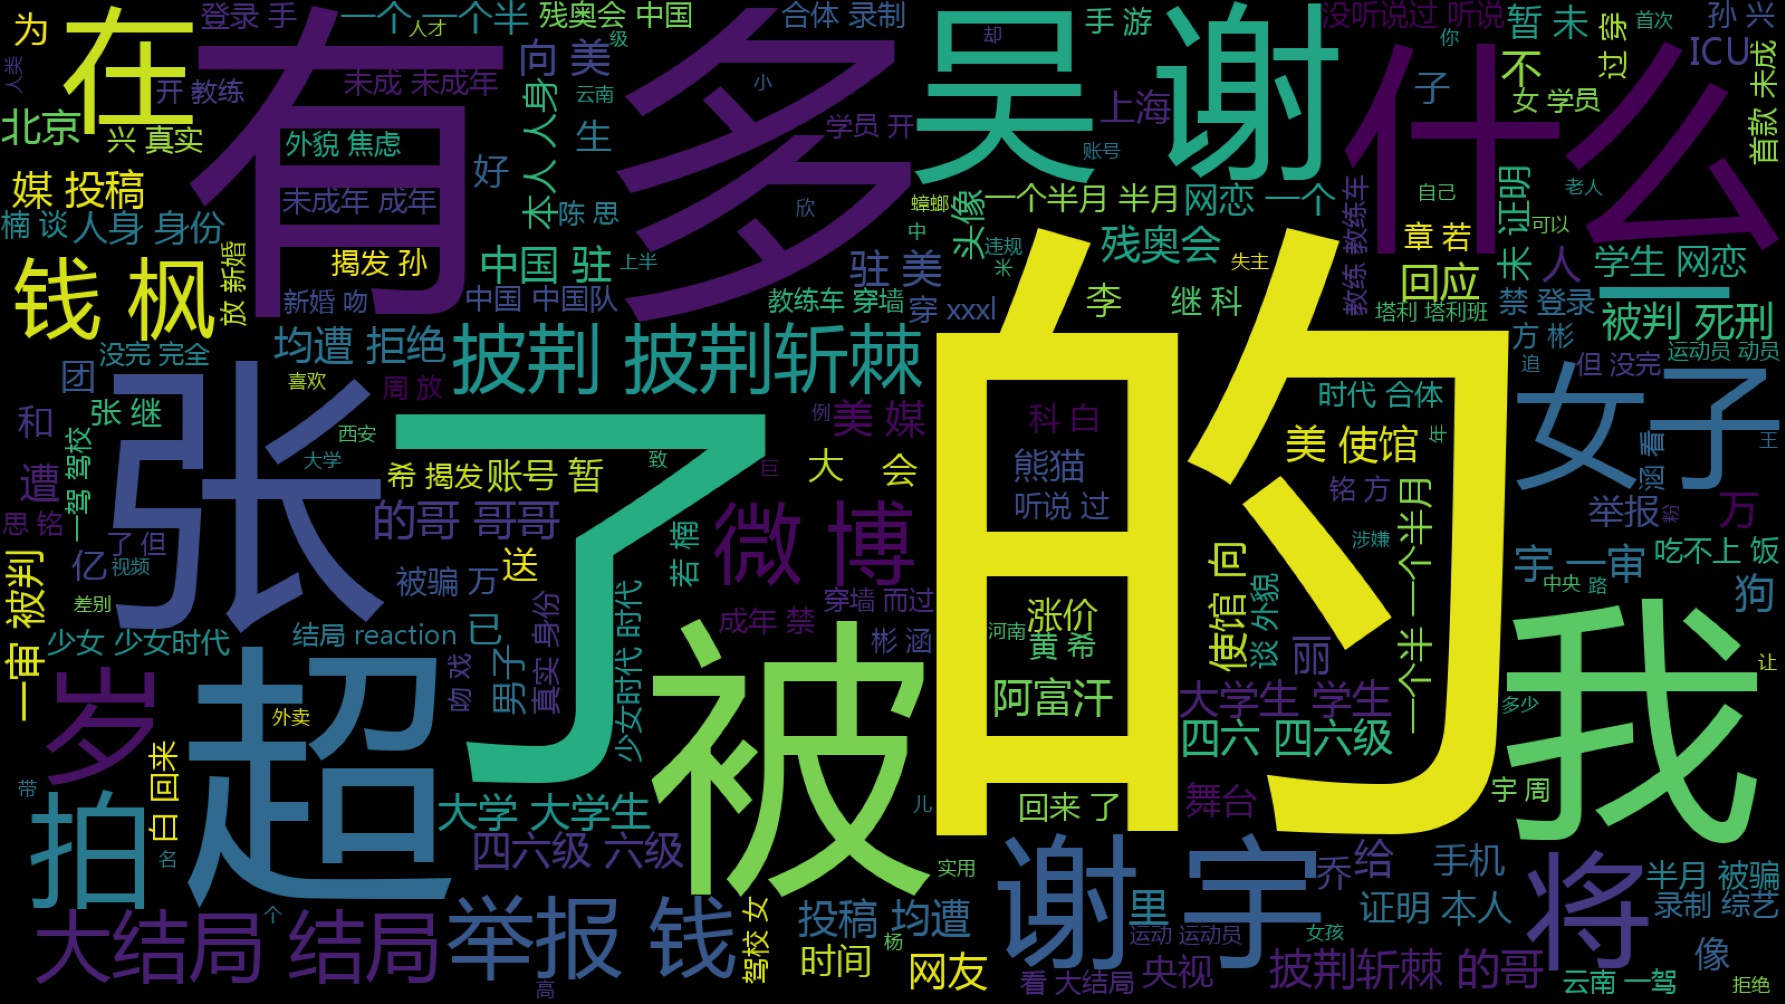 为
在
登录 手
一个 一个半
人才
残奥会 中国
级
合体 录制
却
手 游
没听说过 听说
你
暂 未
首次
孙 兴
人类
有
多
吴 谢
什么
向 美
小
ICU
过 穿
不
开 教练
未成 未成年
云南
子
女 学员
首款 未成
北京
兴 真实
外貌 焦虑
本人 人身
生
学员 开
上海
账号
媒 投稿
未成年 成年
好
陈 思
欣
蟑螂
头像
一个半月 半月
网恋 一个
教练 教练车
自己
未 证明
老人
可以
楠 谈
人身 身份
放 新婚
揭发 孙
中国 驻
上半
驻 美
中
违规
米
残奥会
失主
章 若
回应
人
学生 网恋
钱 枫
新婚 吻
中国 中国队
教练车 穿墙
穿 xxxl
李
继 科
塔利 塔利班
禁 登录
被判 死刑
没完 完全
均遭 拒绝
披荆 披荆斩棘
的
方 彬
运动员 动员
追
但 没完
团
喜欢
周 放
时代 合体
女子
张
和
张 继
西安
了
例
美 媒
科 白
美 使馆
年
涵 看
王
遭
一驾 驾校
大学
希 揭发
账号 暂
致
巨
大
会
熊猫
听说 过
铭 方
举报
粉
万
思 铭
了 但
的哥 哥哥
若 楠
微 博
涉嫌
一个半 一个半月
亿
视频
送
被骗 万
使馆 向
谈 外貌
宇 一审
吃不上 饭
中央
路
狗
一审 被判
差别
穿墙 而过
成年 禁
涨价
河南
黄 希
少女 少女时代
结局 reaction
已
男子
真实 身份
少女时代 时代
被
彬 涵
丽
我
让
岁
超
吻 戏
阿富汗
大学生 学生
多少
外卖
四六 四六级
白 回来
带
拍
大学 大学生
儿
回来 了
舞台
宇 周
名
四六级 六级
实用
谢 宇
乔
给
手机
将
半月 被骗
大结局 结局
个
举报 钱
驾校 女
投稿 均遭
里
证明 本人
录制 综艺
时间
杨
网友
运动 运动员
女孩
像
高
看 大结局
央视
披荆斩棘 的哥
云南 一驾
拒绝